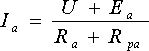 I_a = (U + E_a) / (R_a + R_pa)